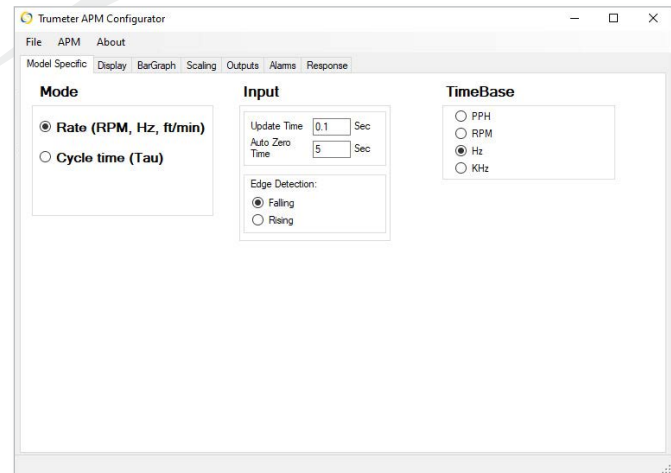 Trumeter APM Configurator
File APM About
Model Specific Display BarGraph Scaling Outputs Alarms Response
Mode
Rate (RPM, Hz, ft/min)
Cycle time (Tau)
Input
Update Time 0.1 Sec
Auto Zero
Time 5 Sec
Edge Detection:
Falling
Rising
TimeBase
PPH
RPM
Hz
KHz